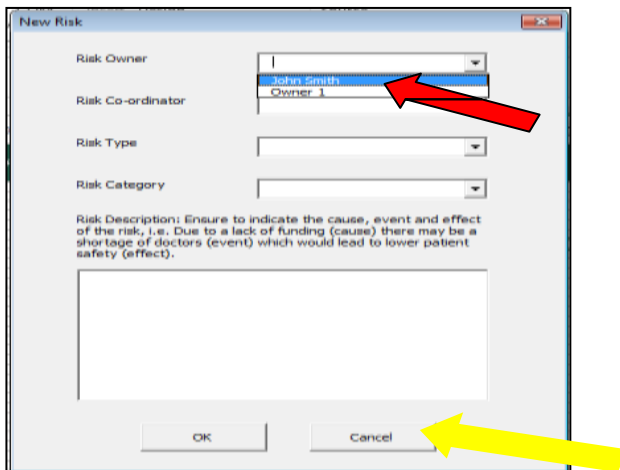 New Risk
Risk Owner
John Smith
Owner 1
Risk Co-ordinator
Risk Type
Risk Category
Risk Description: Ensure to indicate the cause, event and effect
of the risk, i.e. Due to a lack of funding (cause) there may be a
shortage of doctors (event) which would lead to lower patient
safety (effect).
OK
Cancel